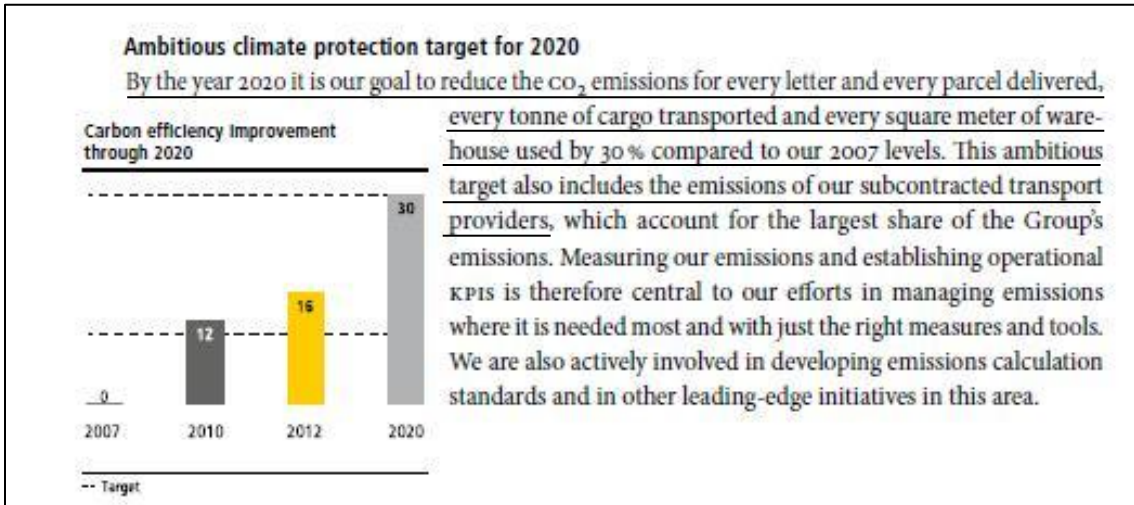 Ambitious climate protection target for 2020
By the year 2020 it is our goal to reduce the CO₂ emissions for every letter and every parcel delivered,
every tonne of cargo transported and every square meter of ware-
house used by 30 % compared to our 2007 levels. This ambitious
target also includes the emissions of our subcontracted transport
providers, which account for the largest share of the Group's
emissions. Measuring our emissions and establishing operational
KPIS is therefore central to our efforts in managing emissions
where it is needed most and with just the right measures and tools.
We are also actively involved in developing emissions calculation
standards and in other leading-edge initiatives in this area.
Carbon efficiency improvement
through 2020
30
16
12
0
2007 2010 2012 2020
-- Target